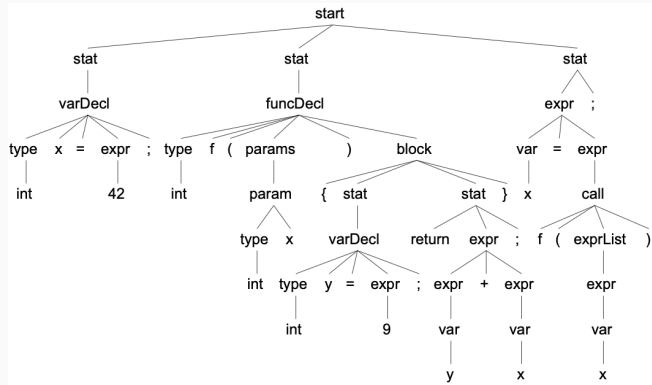 start
stat stat stat
varDecl funcDecl expr ;
type x = expr ; type f ( params ) block var = expr
int 42 int param { stat stat } x call
type x varDecl return expr ; f ( exprList )
int type y = expr ; expr + expr expr
int 9 var var var
y x x